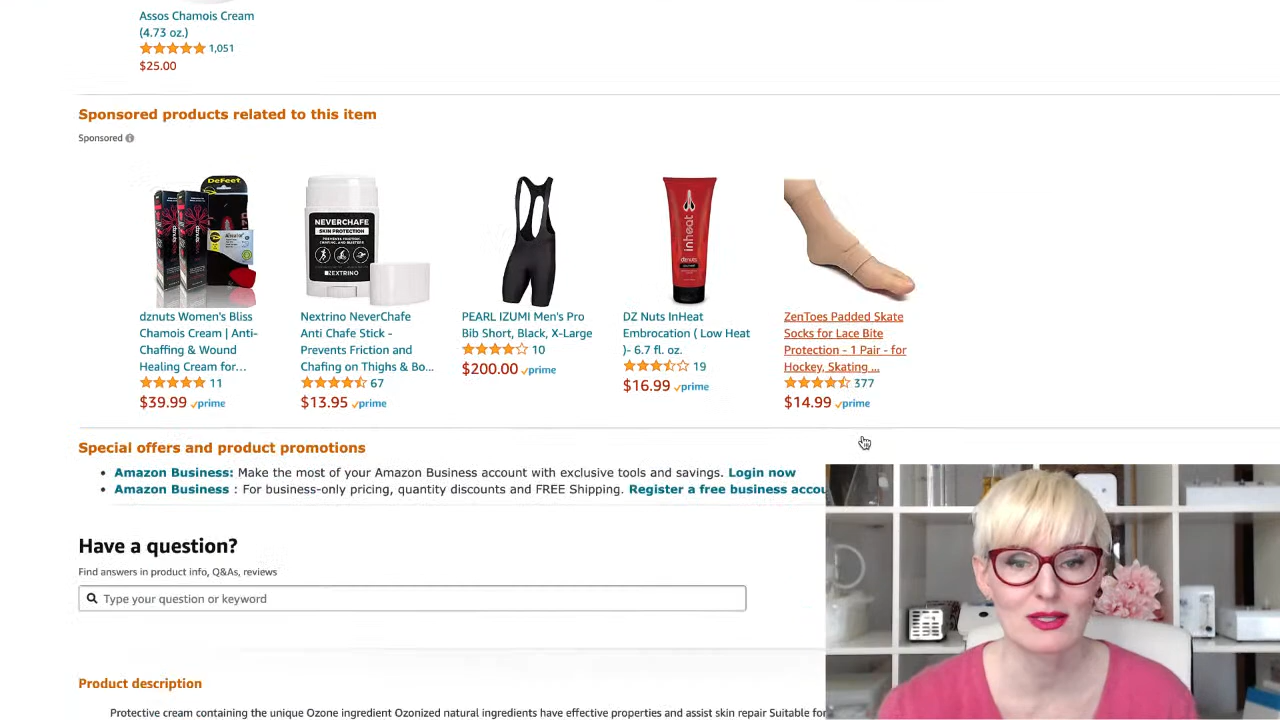 Assos Chamois Cream
(4.73 oz.)
1,051
$25.00
Sponsored products related to this item
Sponsored
DeFeet
NEVERCHAFE
SKIN PROTECTION
NEXTRINO
inheat
dznuts
dznuts Women's Bliss
Chamois Cream | Anti-
Chaffing & Wound
Healing Cream for...
11
$39.99 prime
Nextrino NeverChafe
Anti Chafe Stick -
Prevents Friction and
Chafing on Thighs & Bo...
67
$13.95 prime
PEARL IZUMI Men's Pro
Bib Short, Black, X-Large
10
$200.00 prime
DZ Nuts InHeat
Embrocation ( Low Heat
)- 6.7 fl. oz.
19
$16.99 prime
ZenToes Padded Skate
Socks for Lace Bite
Protection - 1 Pair - for
Hockey, Skating ...
377
$14.99 prime
Special offers and product promotions
Amazon Business: Make the most of your Amazon Business account with exclusive tools and savings. Login now
Amazon Business : For business-only pricing, quantity discounts and FREE Shipping. Register a free business accou
Have a question?
Find answers in product info, Q&As, reviews
Type your question or keyword
Product description
Protective cream containing the unique Ozone ingredient Ozonized natural ingredients have effective properties and assist skin repair Suitable for